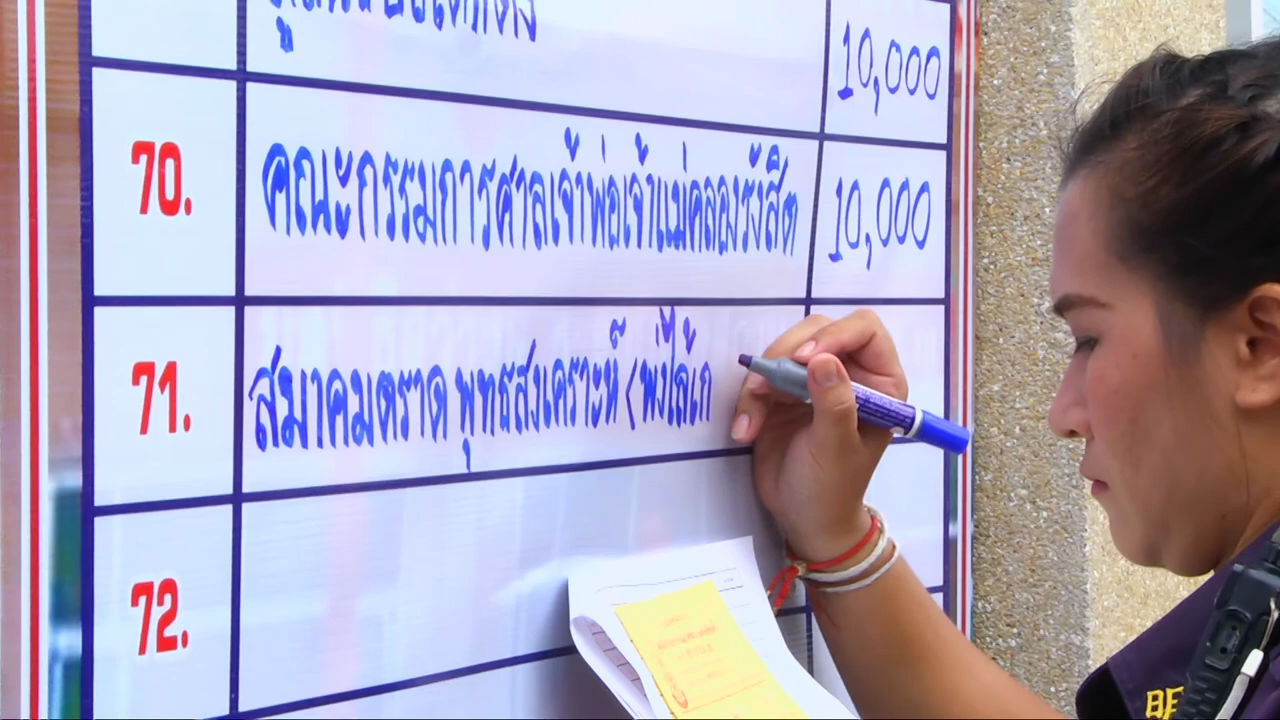 10,000
70. คณะกรรมการศาลเจ้าพ่อเจ้าแม่คลองรังสิต 10,000
71. สมาคมตราด พุทธสงเคราะห์ (พ่งไล้เก
72.